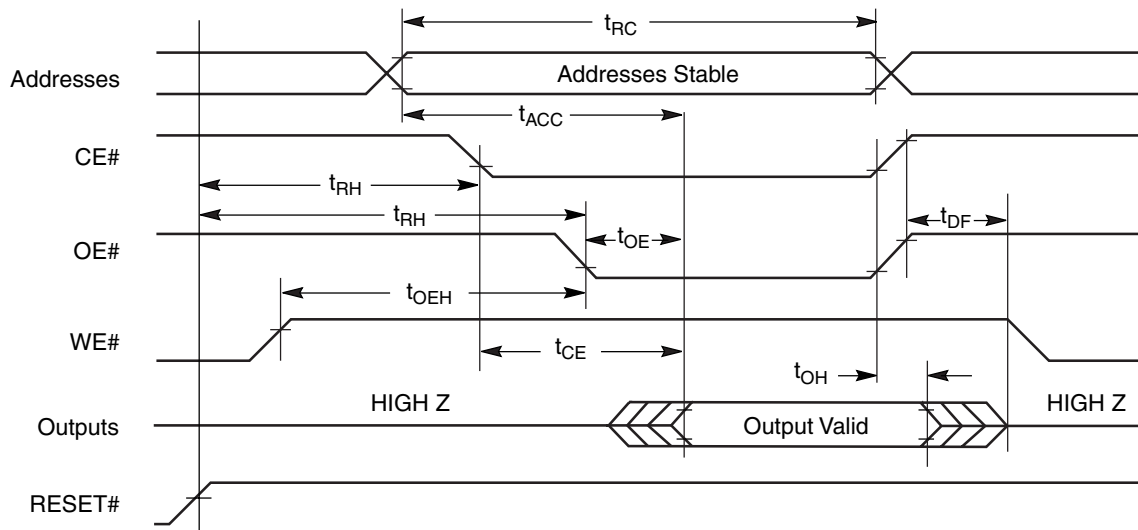 tRC
Addresses
Addresses Stable
tACC
CE#
tRH
tRH
tOE
tDF
OE#
tOEH
WE#
tCE
tOH
HIGH Z
HIGH Z
Outputs
Output Valid
RESET#